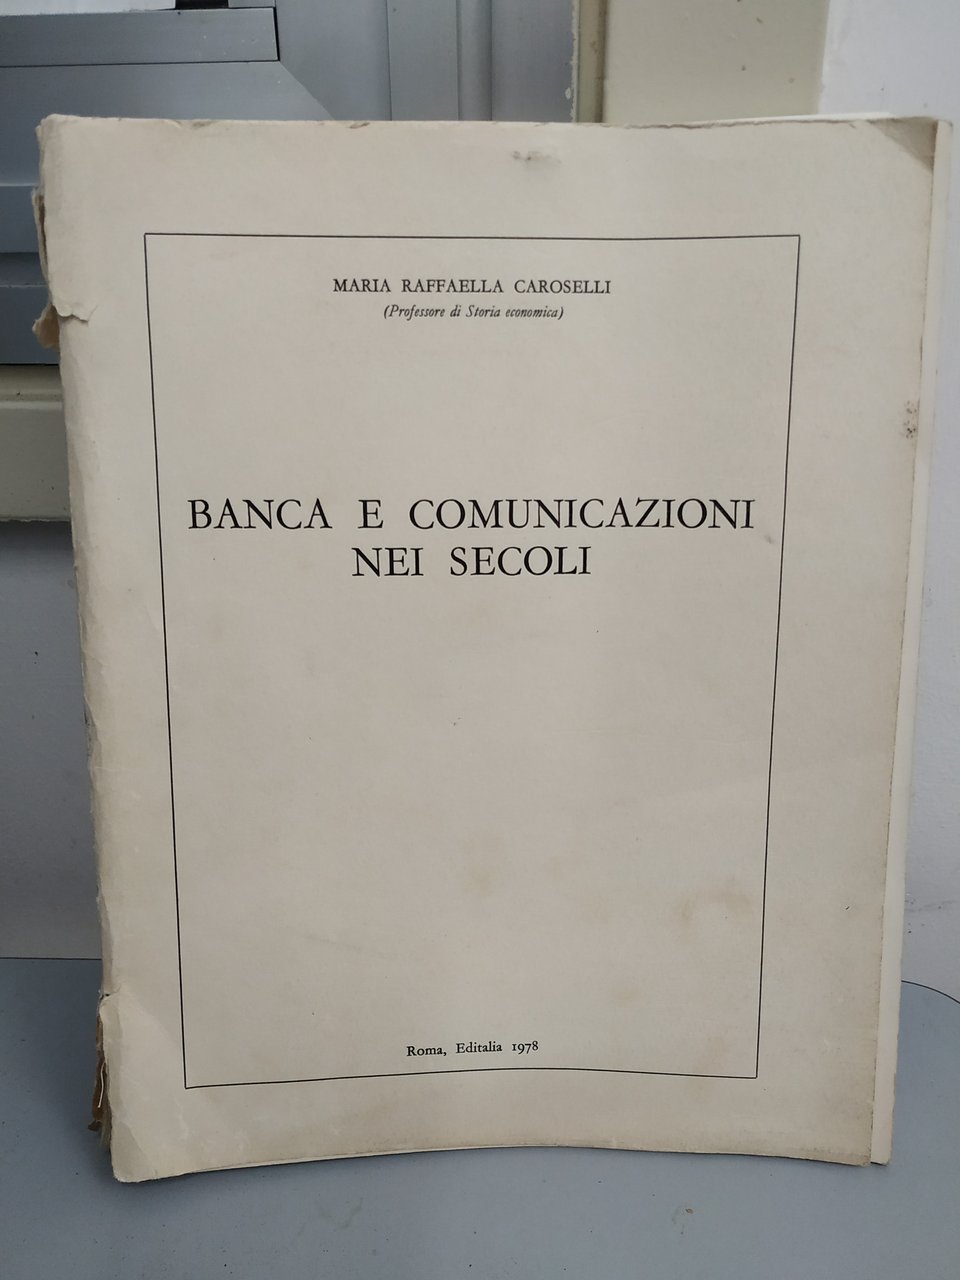 MARIA RAFFAELLA CAROSELLI
(Professore di Storia economica)
BANCA E COMUNICAZIONI
NEI SECOLI
Roma, Editalia 1978